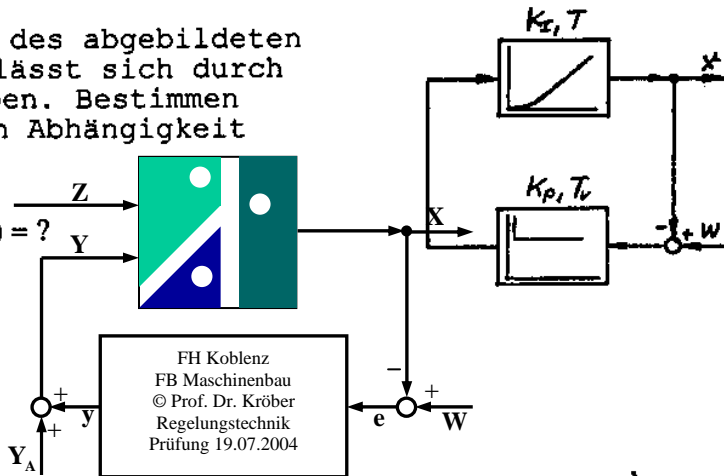 des abgebildeten
lässt sich durch
en. Bestimmen
Abhängigkeit
K_I, T
x
K_P, T_v
- + W
Z
) = ?
Y
X
FH Koblenz
FB Maschinenbau
© Prof. Dr. Kröber
Regelungstechnik
Prüfung 19.07.2004
– +
e W
+ y
+
Y_A